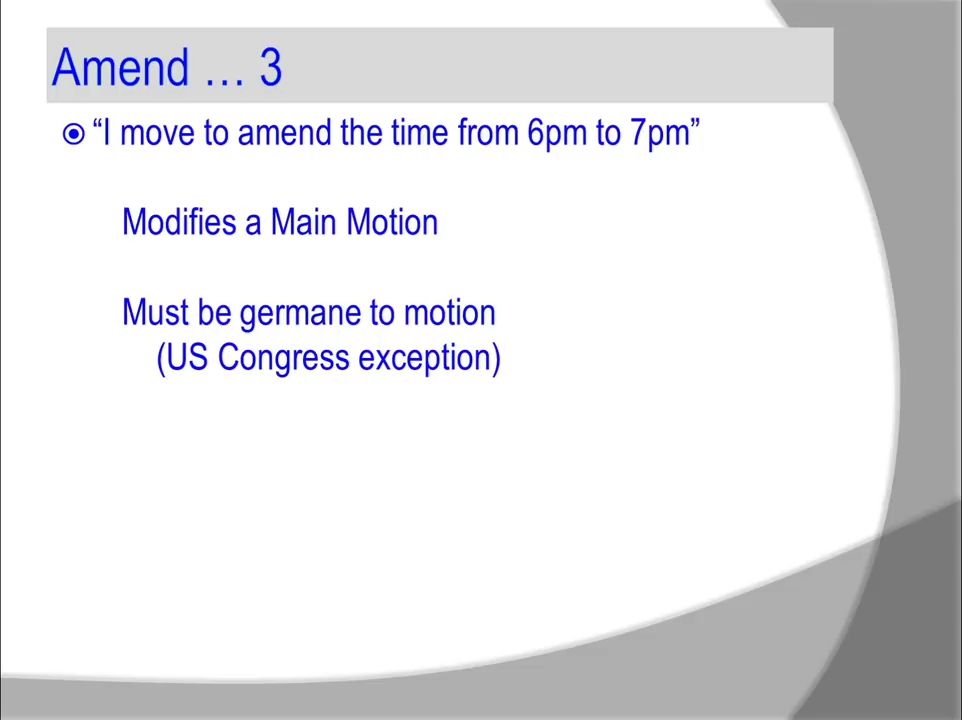 Amend … 3
“I move to amend the time from 6pm to 7pm”
Modifies a Main Motion
Must be germane to motion
(US Congress exception)